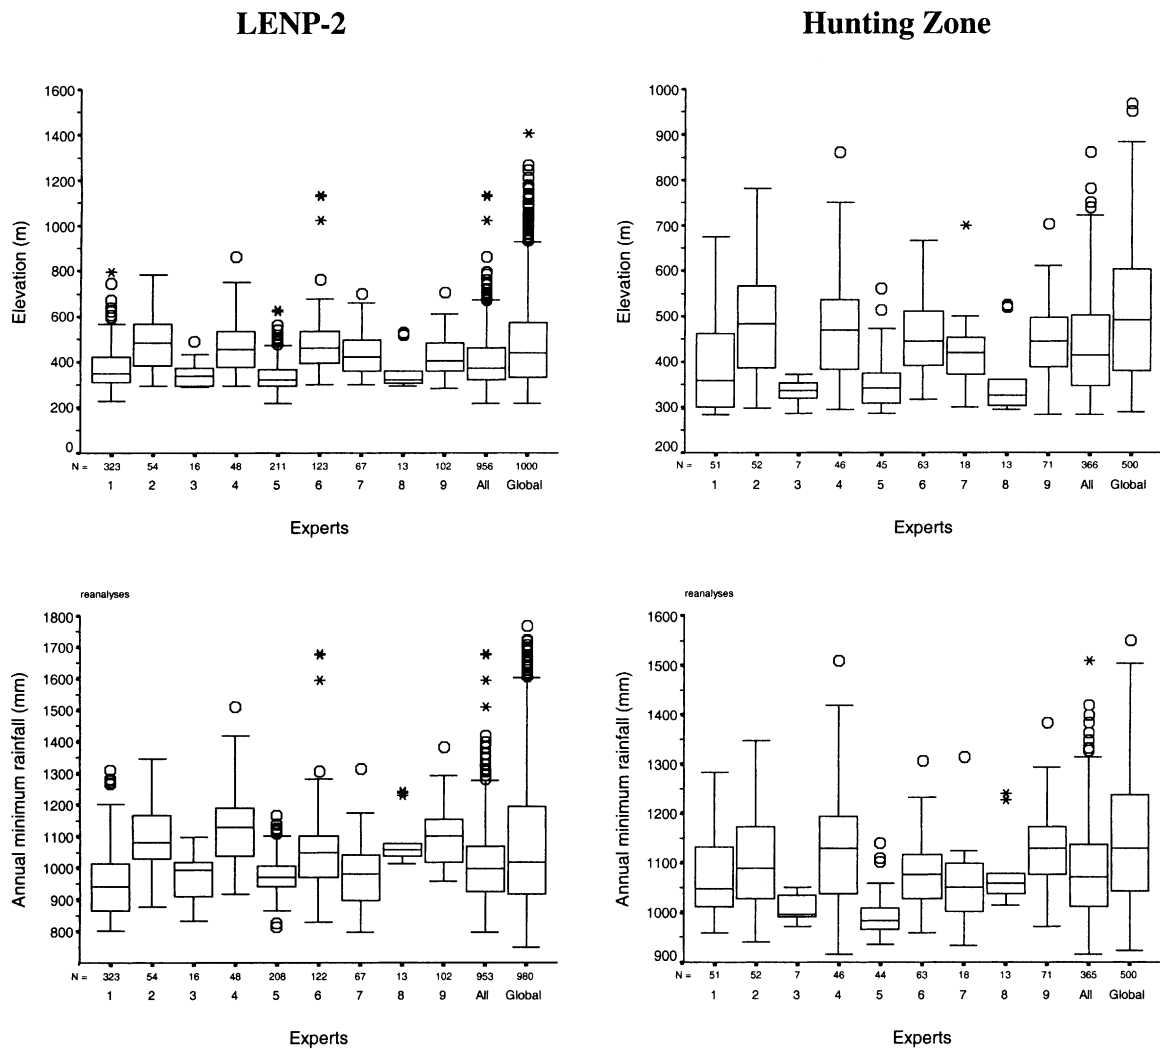 LENP-2
Hunting Zone
1600
1400
1200
1000
800
600
400
200
0
Elevation (m)
N = 323 54 16 48 211 123 67 13 102 956 1000
1 2 3 4 5 6 7 8 9 All Global
Experts
1000
900
800
700
600
500
400
300
200
Elevation (m)
N = 51 52 7 46 45 63 18 13 71 366 500
1 2 3 4 5 6 7 8 9 All Global
Experts
reanalyses
1800
1700
1600
1500
1400
1300
1200
1100
1000
900
800
Annual minimum rainfall (mm)
N = 323 54 16 48 208 122 67 13 102 953 980
1 2 3 4 5 6 7 8 9 All Global
Experts
reanalyses
1600
1500
1400
1300
1200
1100
1000
900
Annual minimum rainfall (mm)
N = 51 52 7 46 44 63 18 13 71 365 500
1 2 3 4 5 6 7 8 9 All Global
Experts